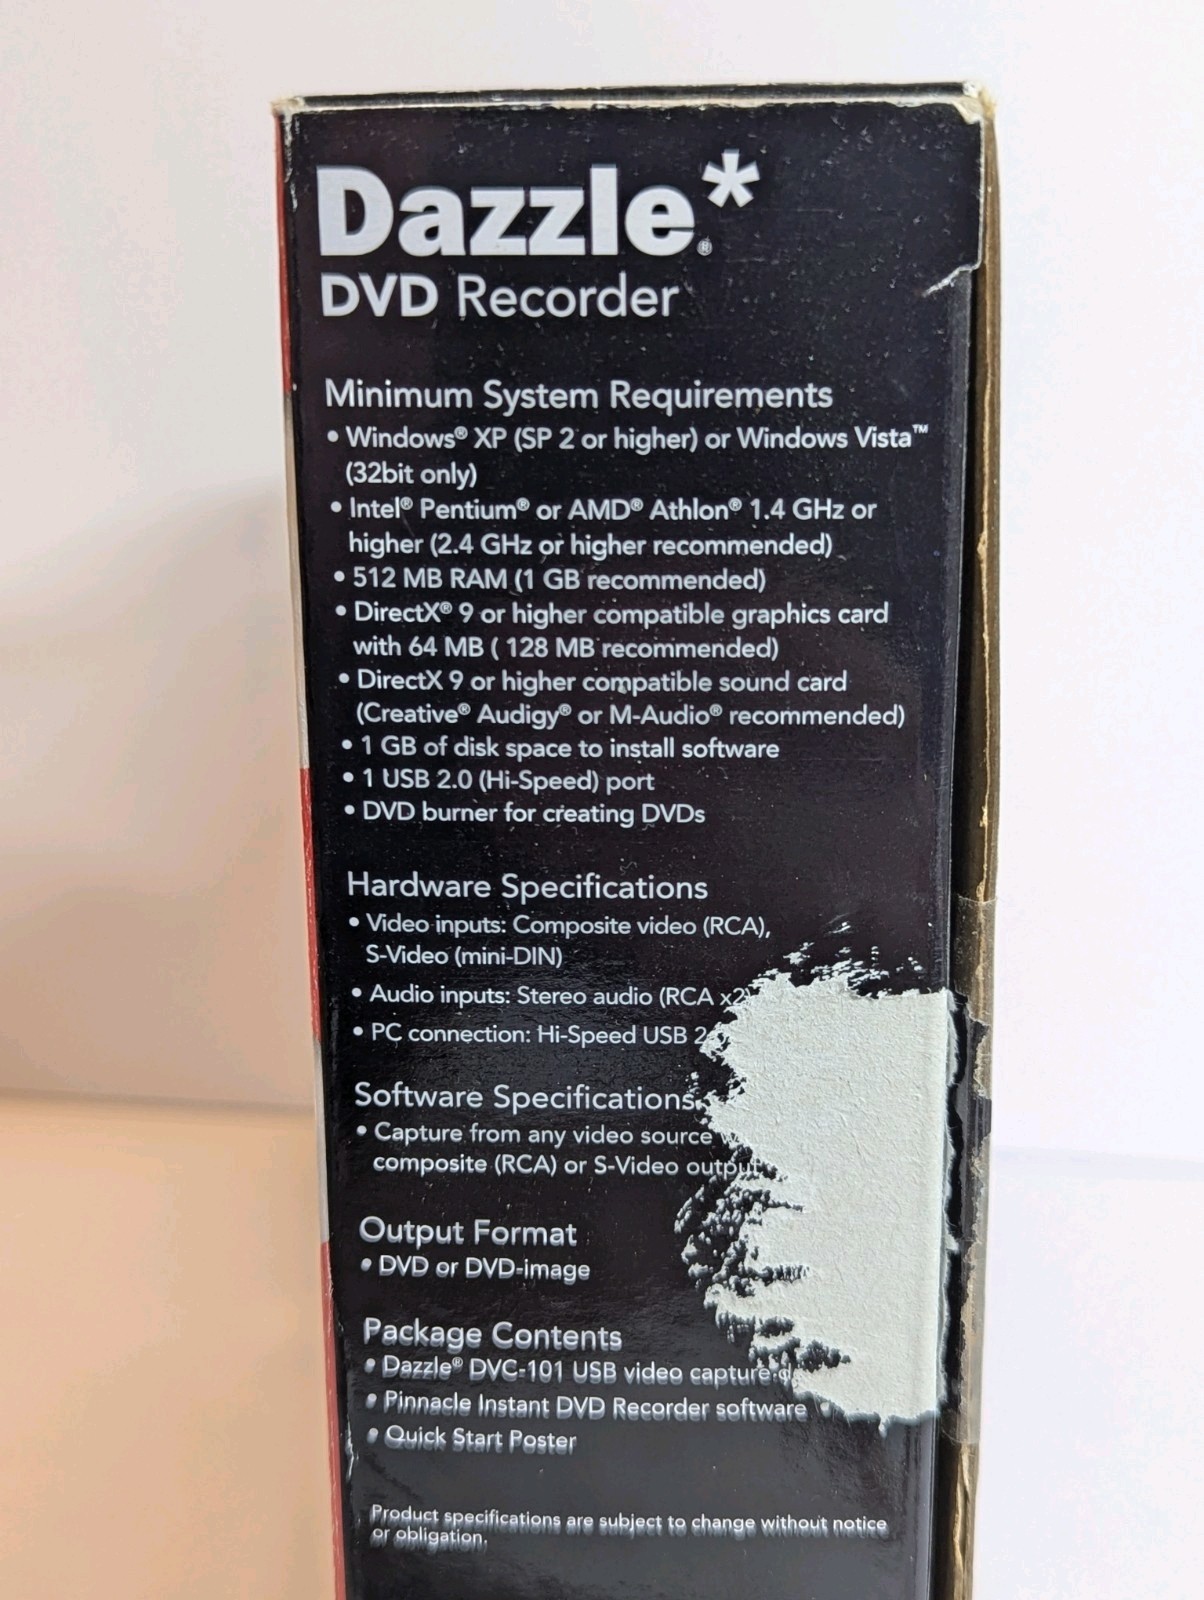 Dazzle*®
DVD Recorder
Minimum System Requirements
• Windows® XP (SP 2 or higher) or Windows Vista™
(32bit only)
• Intel® Pentium® or AMD® Athlon® 1.4 GHz or
higher (2.4 GHz or higher recommended)
• 512 MB RAM (1 GB recommended)
• DirectX® 9 or higher compatible graphics card
with 64 MB ( 128 MB recommended)
• DirectX 9 or higher compatible sound card
(Creative® Audigy® or M-Audio® recommended)
• 1 GB of disk space to install software
• 1 USB 2.0 (Hi-Speed) port
• DVD burner for creating DVDs
Hardware Specifications
• Video inputs: Composite video (RCA),
S-Video (mini-DIN)
• Audio inputs: Stereo audio (RCA x2)
• PC connection: Hi-Speed USB 2
Software Specifications
• Capture from any video source
composite (RCA) or S-Video output
Output Format
• DVD or DVD-image
Package Contents
• Dazzle® DVC-101 USB video capture
• Pinnacle Instant DVD Recorder software
• Quick Start Poster
Product specifications are subject to change without notice
or obligation.